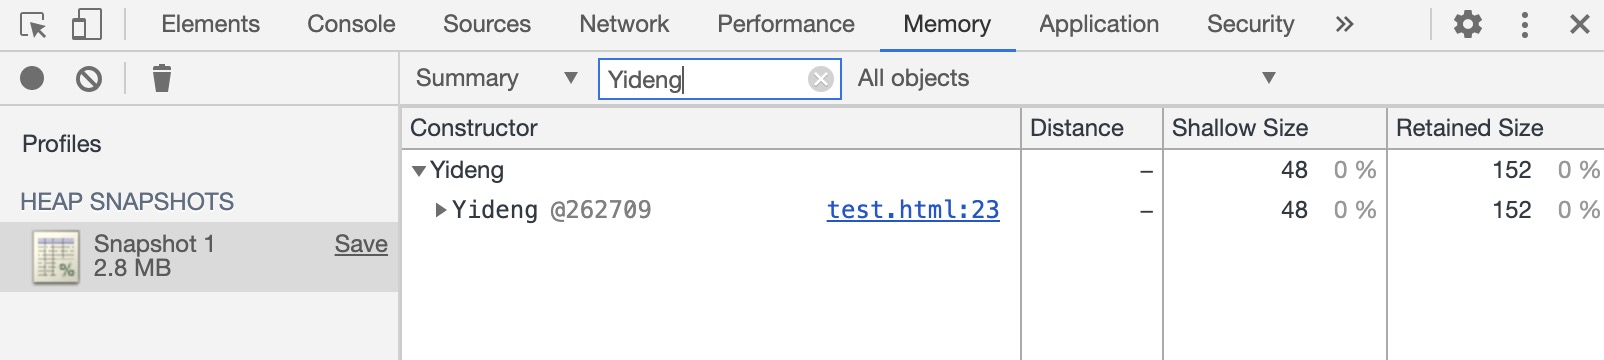 Elements Console Sources Network Performance Memory Application Security »
Summary ▼ Yideng All objects ▼
Profiles
Constructor Distance Shallow Size Retained Size
▼Yideng – 48 0 % 152 0 %
HEAP SNAPSHOTS
▶Yideng @262709 test.html:23 – 48 0 % 152 0 %
Snapshot 1 Save
2.8 MB